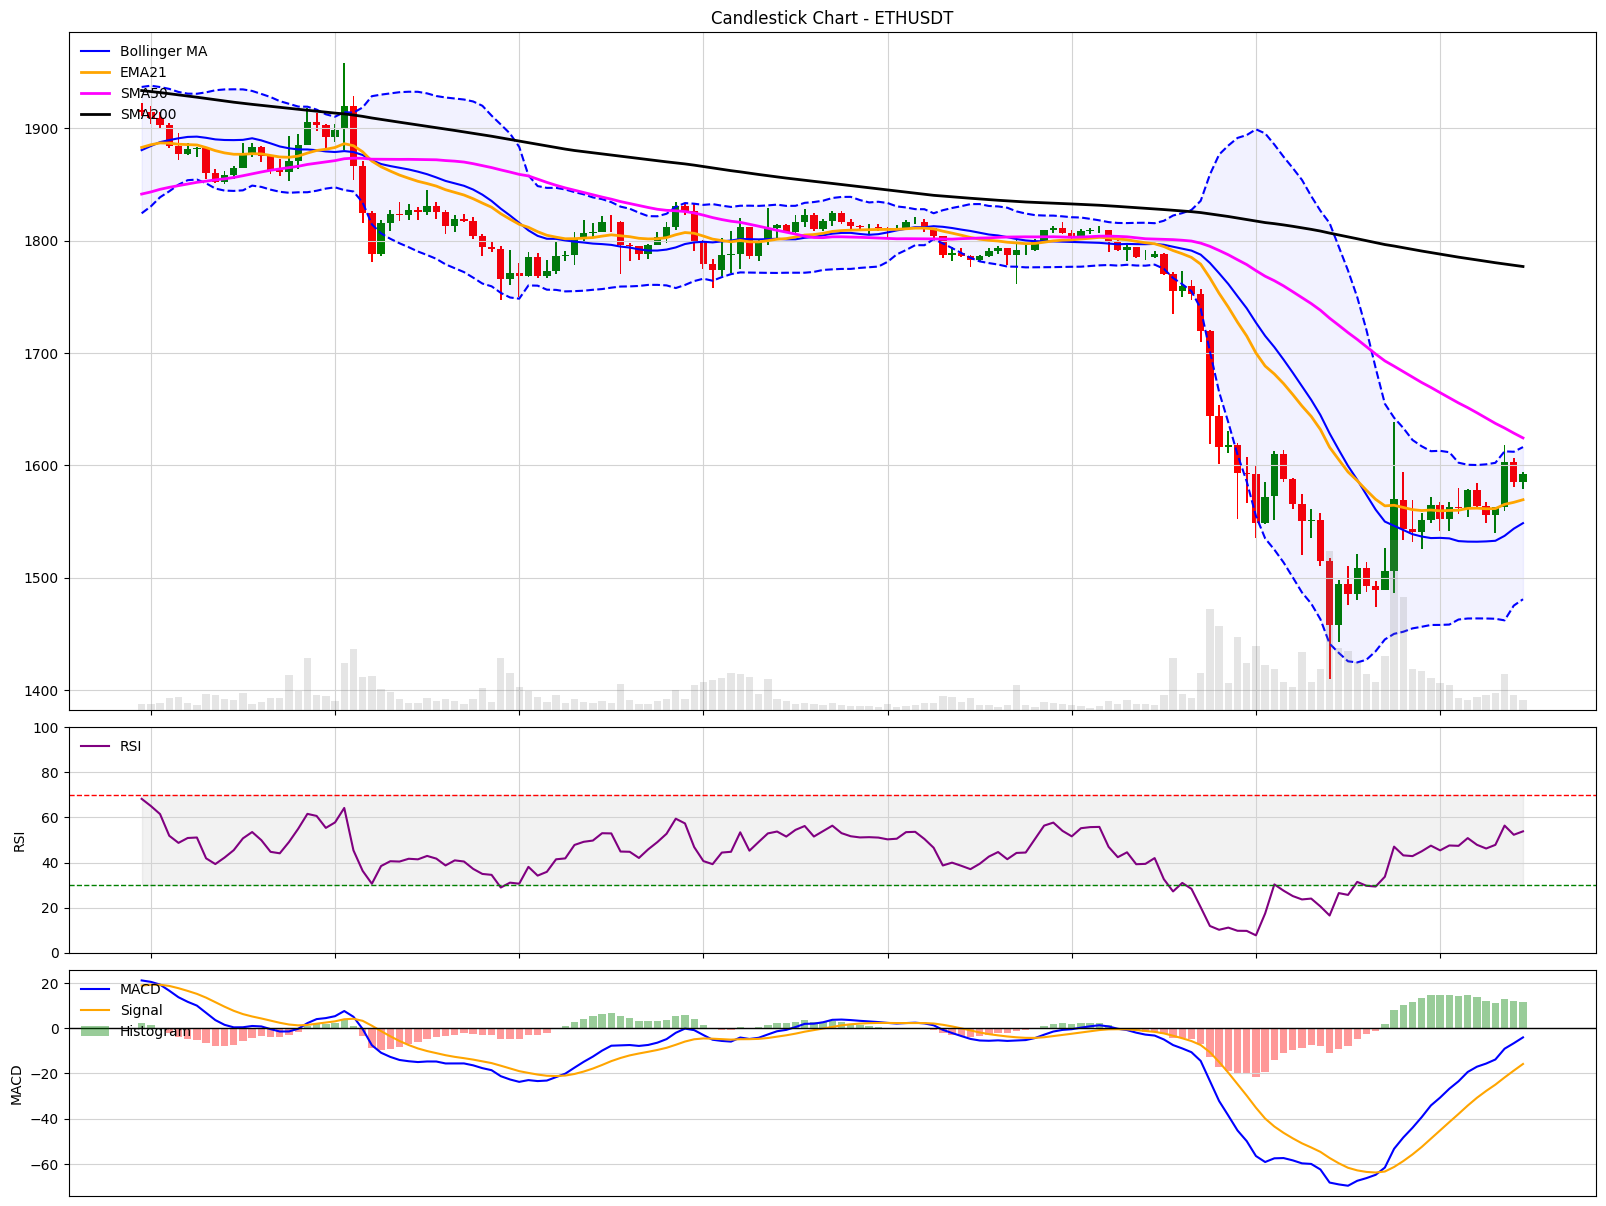 Candlestick Chart - ETHUSDT
Bollinger MA
EMA21
SMA50
SMA200
1900
1800
1700
1600
1500
1400
100
80
60
40
20
0
RSI
RSI
20
0
−20
−40
−60
MACD
MACD
Signal
Histogram